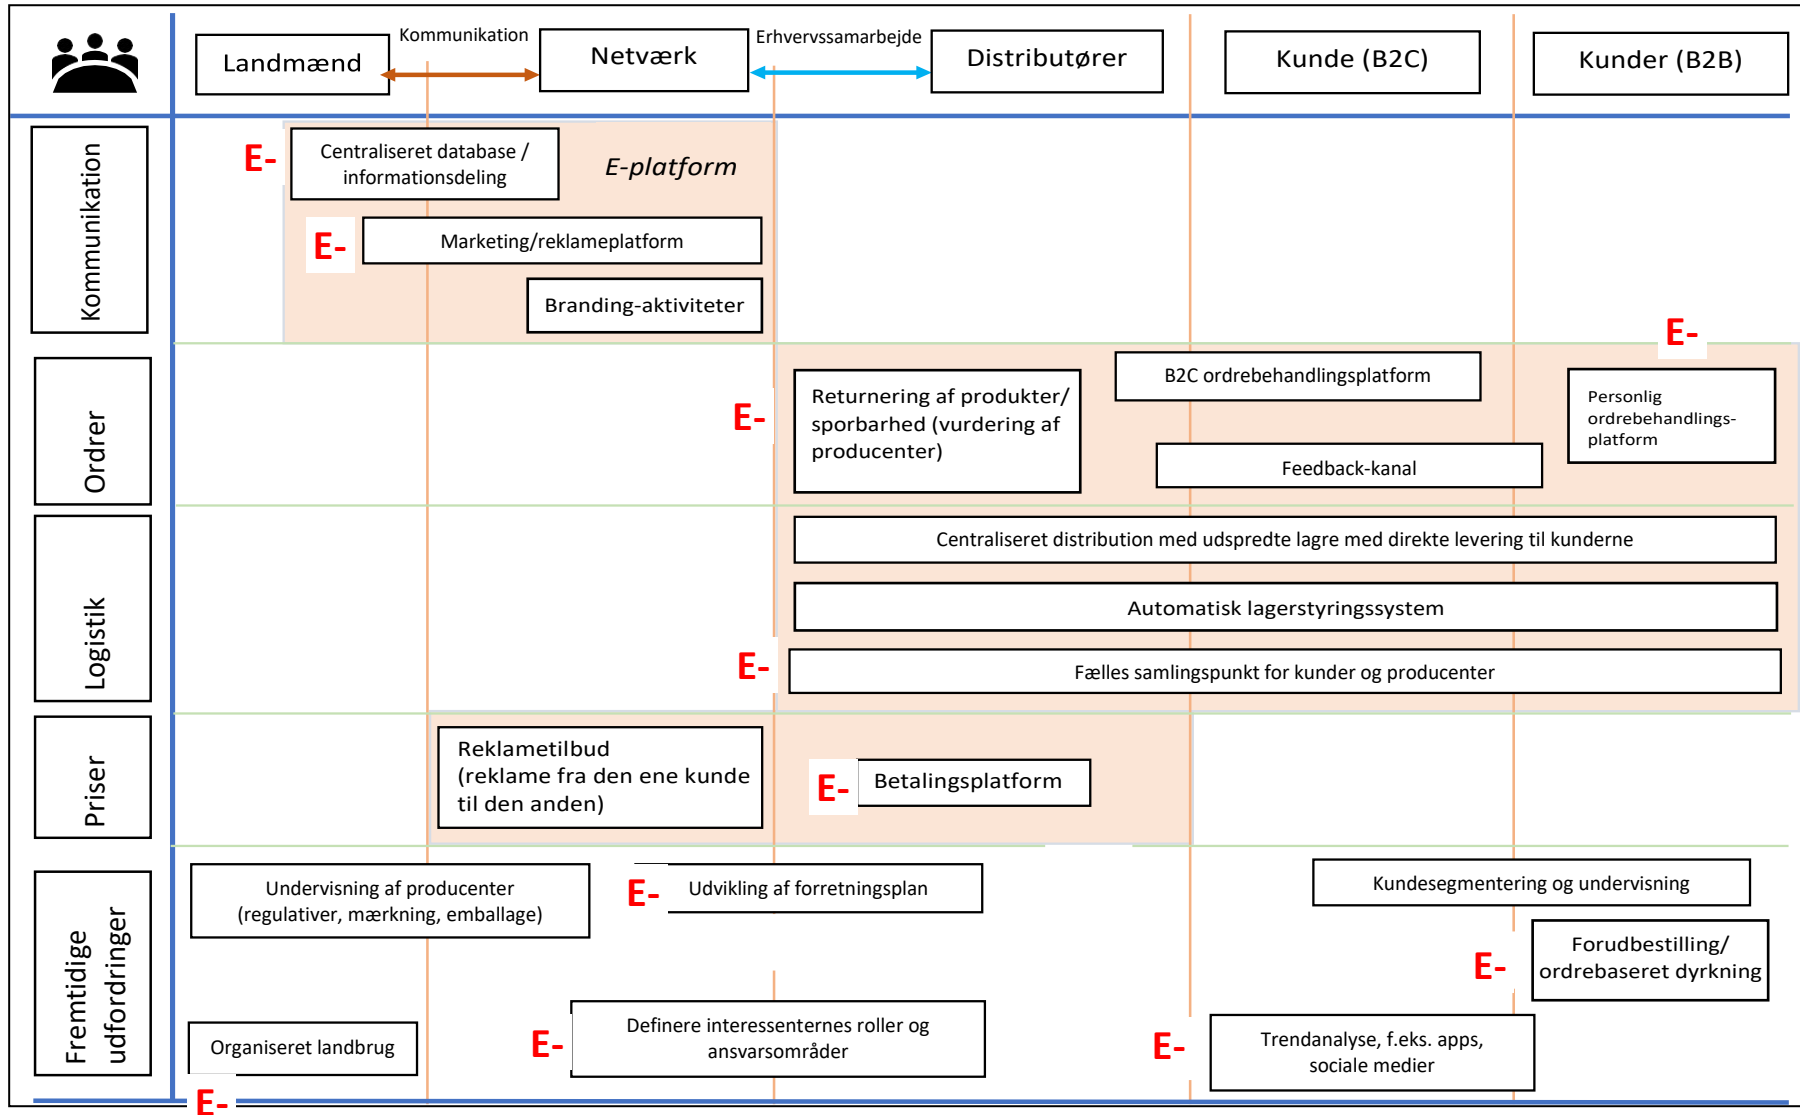 Landmænd
Kommunikation
Netværk
Erhvervssamarbejde
Distributører
Kunde (B2C)
Kunder (B2B)
Kommunikation
E-
Centraliseret database /
informationsdeling
E-platform
E-
Marketing/reklameplatform
Branding-aktiviteter
Ordrer
E-
Returnering af produkter/
sporbarhed (vurdering af
producenter)
B2C ordrebehandlingsplatform
Feedback-kanal
E-
Personlig
ordrebehandlings-
platform
Logistik
Centraliseret distribution med udspredte lagre med direkte levering til kunderne
Automatisk lagerstyringssystem
E-
Fælles samlingspunkt for kunder og producenter
Priser
Reklametilbud
(reklame fra den ene kunde
til den anden)
E-
Betalingsplatform
Fremtidige
udfordringer
Undervisning af producenter
(regulativer, mærkning, emballage)
E-
Udvikling af forretningsplan
Kundesegmentering og undervisning
E-
Forudbestilling/
ordrebaseret dyrkning
Organiseret landbrug
E-
E-
Definere interessenternes roller og
ansvarsområder
E-
Trendanalyse, f.eks. apps,
sociale medier